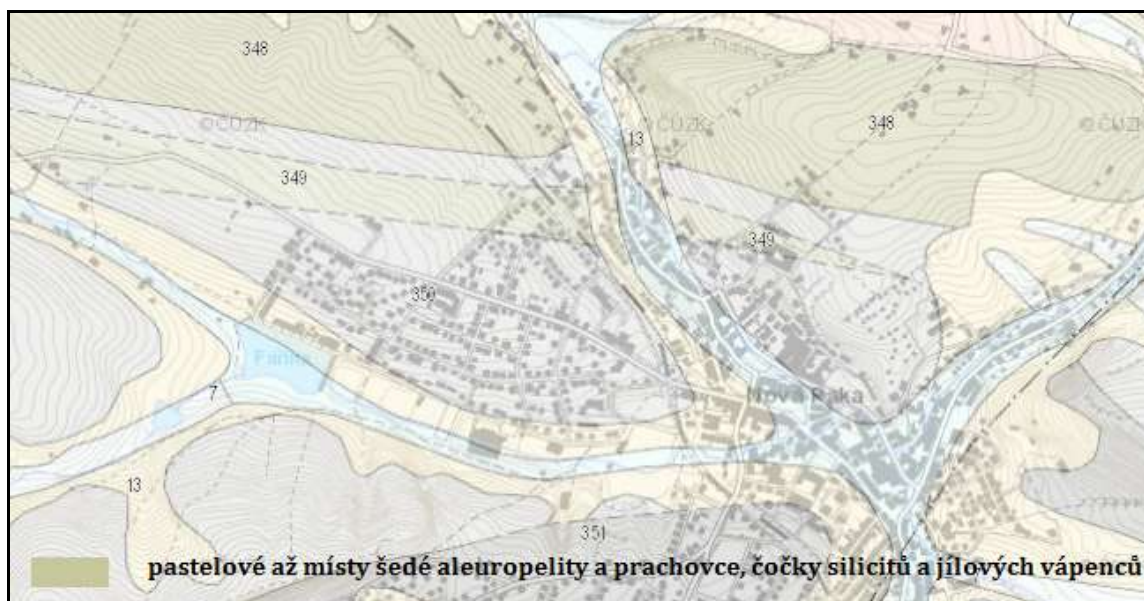 348
©ČÚZK
©ČÚZK
348
©ČÚZK
13
349
349
350
Nová Paka
7
13
351
pastelové až místy šedé aleuropelity a prachovce, čočky silicitů a jílových vápenců